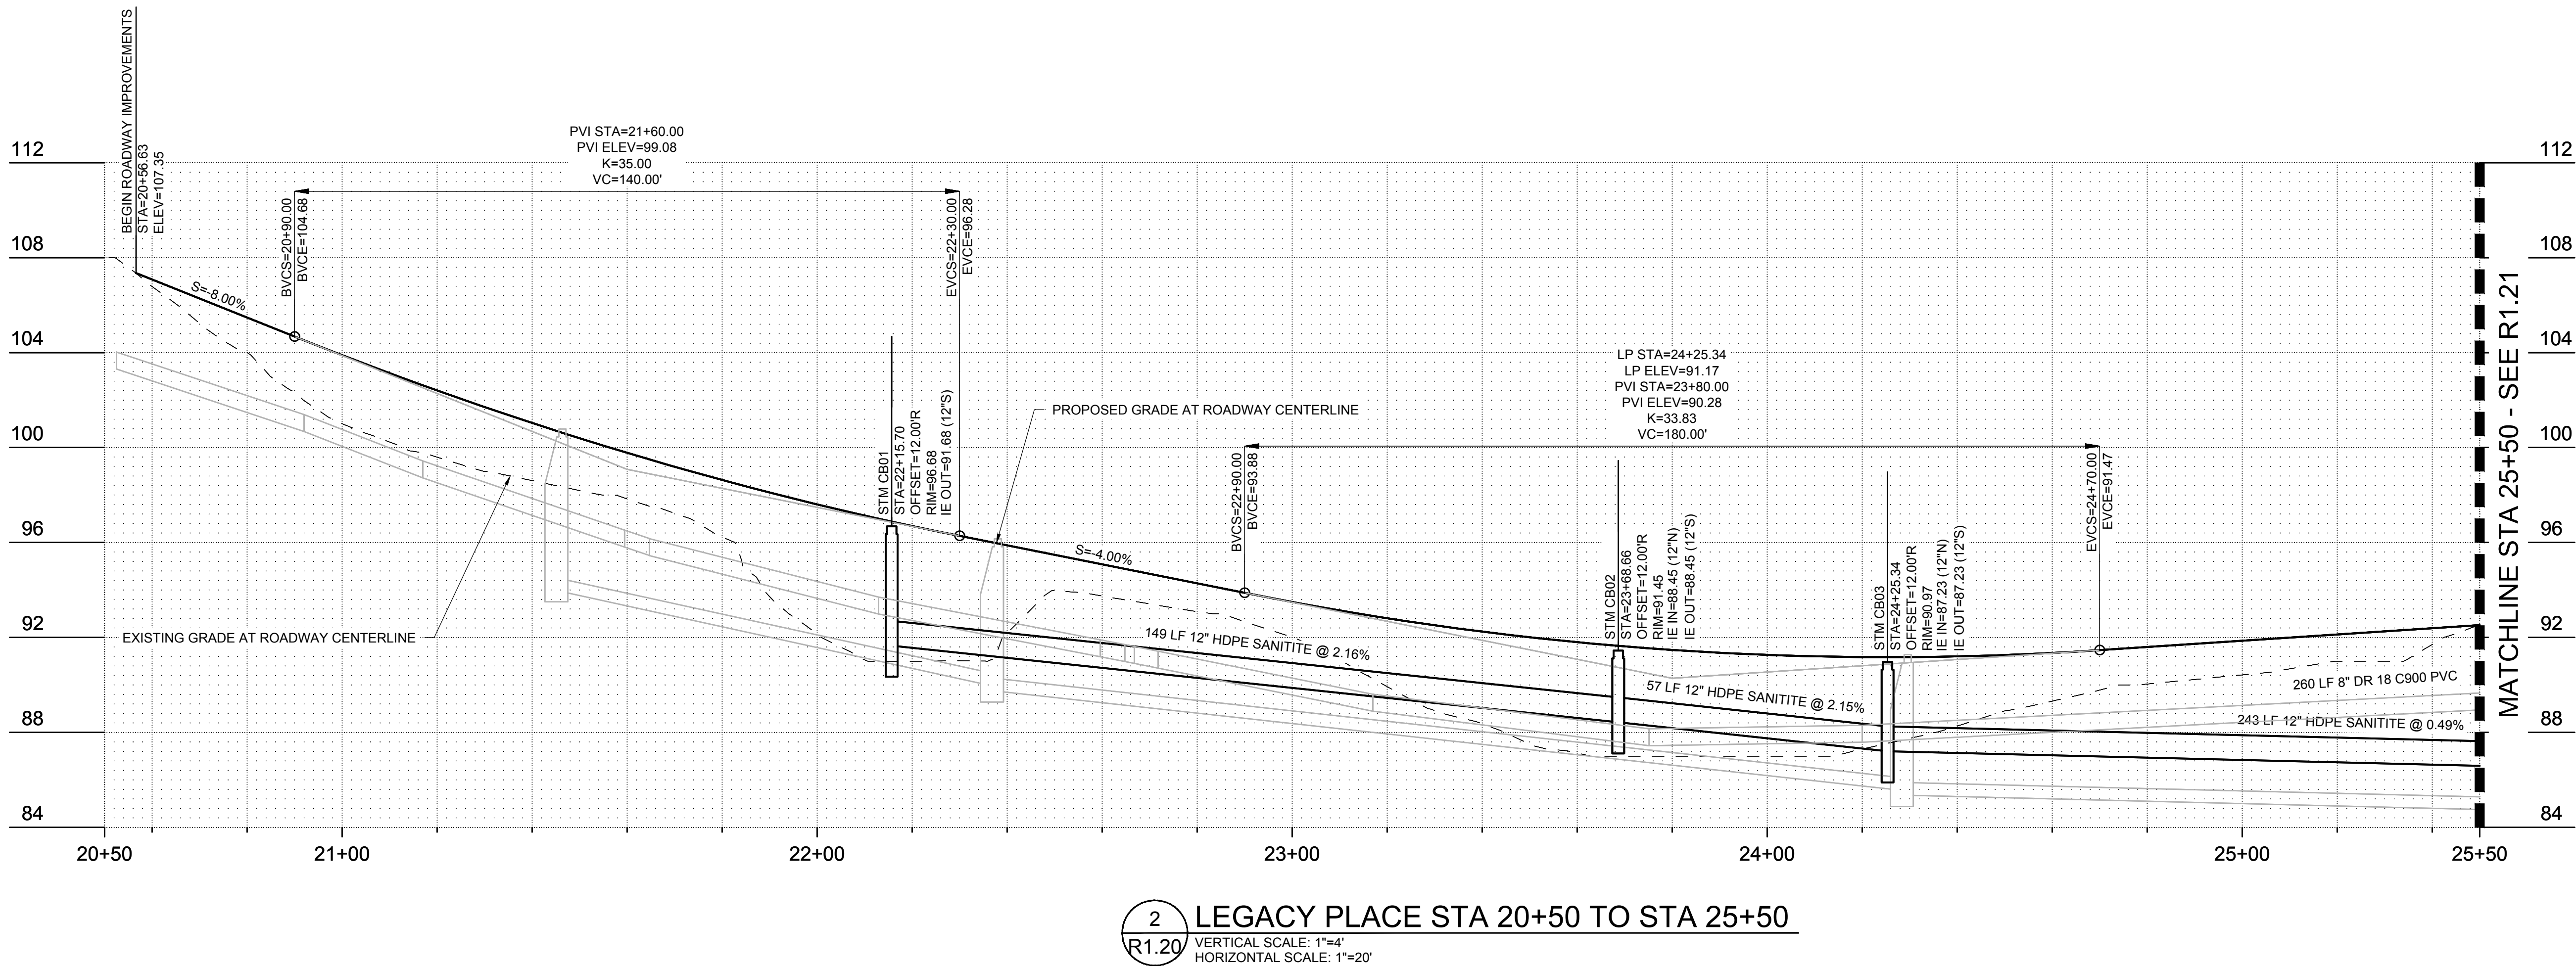 BEGIN ROADWAY IMPROVEMENTS
STA=20+56.63
ELEV=107.35
PVI STA=21+60.00
PVI ELEV=99.08
K=35.00
VC=140.00'
BVCS=20+90.00
BVCE=104.68
EVCS=22+30.00
EVCE=96.28
112
108
104
100
96
92
88
84
S=-8.00%
STM CB01
STA=22+15.70
OFFSET=12.00'R
RIM=96.68
IE OUT=91.68 (12"S)
PROPOSED GRADE AT ROADWAY CENTERLINE
EXISTING GRADE AT ROADWAY CENTERLINE
S=-4.00%
149 LF 12" HDPE SANITITE @ 2.16%
LP STA=24+25.34
LP ELEV=91.17
PVI STA=23+80.00
PVI ELEV=90.28
K=33.83
VC=180.00'
BVCS=22+90.00
BVCE=93.88
EVCS=24+70.00
EVCE=91.47
STM CB02
STA=23+68.66
OFFSET=12.00'R
RIM=91.45
IE IN=88.45 (12"N)
IE OUT=88.45 (12"S)
STM CB03
STA=24+25.34
OFFSET=12.00'R
RIM=90.97
IE IN=87.23 (12"N)
IE OUT=87.23 (12"S)
57 LF 12" HDPE SANITITE @ 2.15%
260 LF 8" DR 18 C900 PVC
243 LF 12" HDPE SANITITE @ 0.49%
MATCHLINE STA 25+50 - SEE R1.21
112
108
104
100
96
92
88
84
20+50
21+00
22+00
23+00
24+00
25+00
25+50
2
R1.20
LEGACY PLACE STA 20+50 TO STA 25+50
VERTICAL SCALE: 1"=4'
HORIZONTAL SCALE: 1"=20'